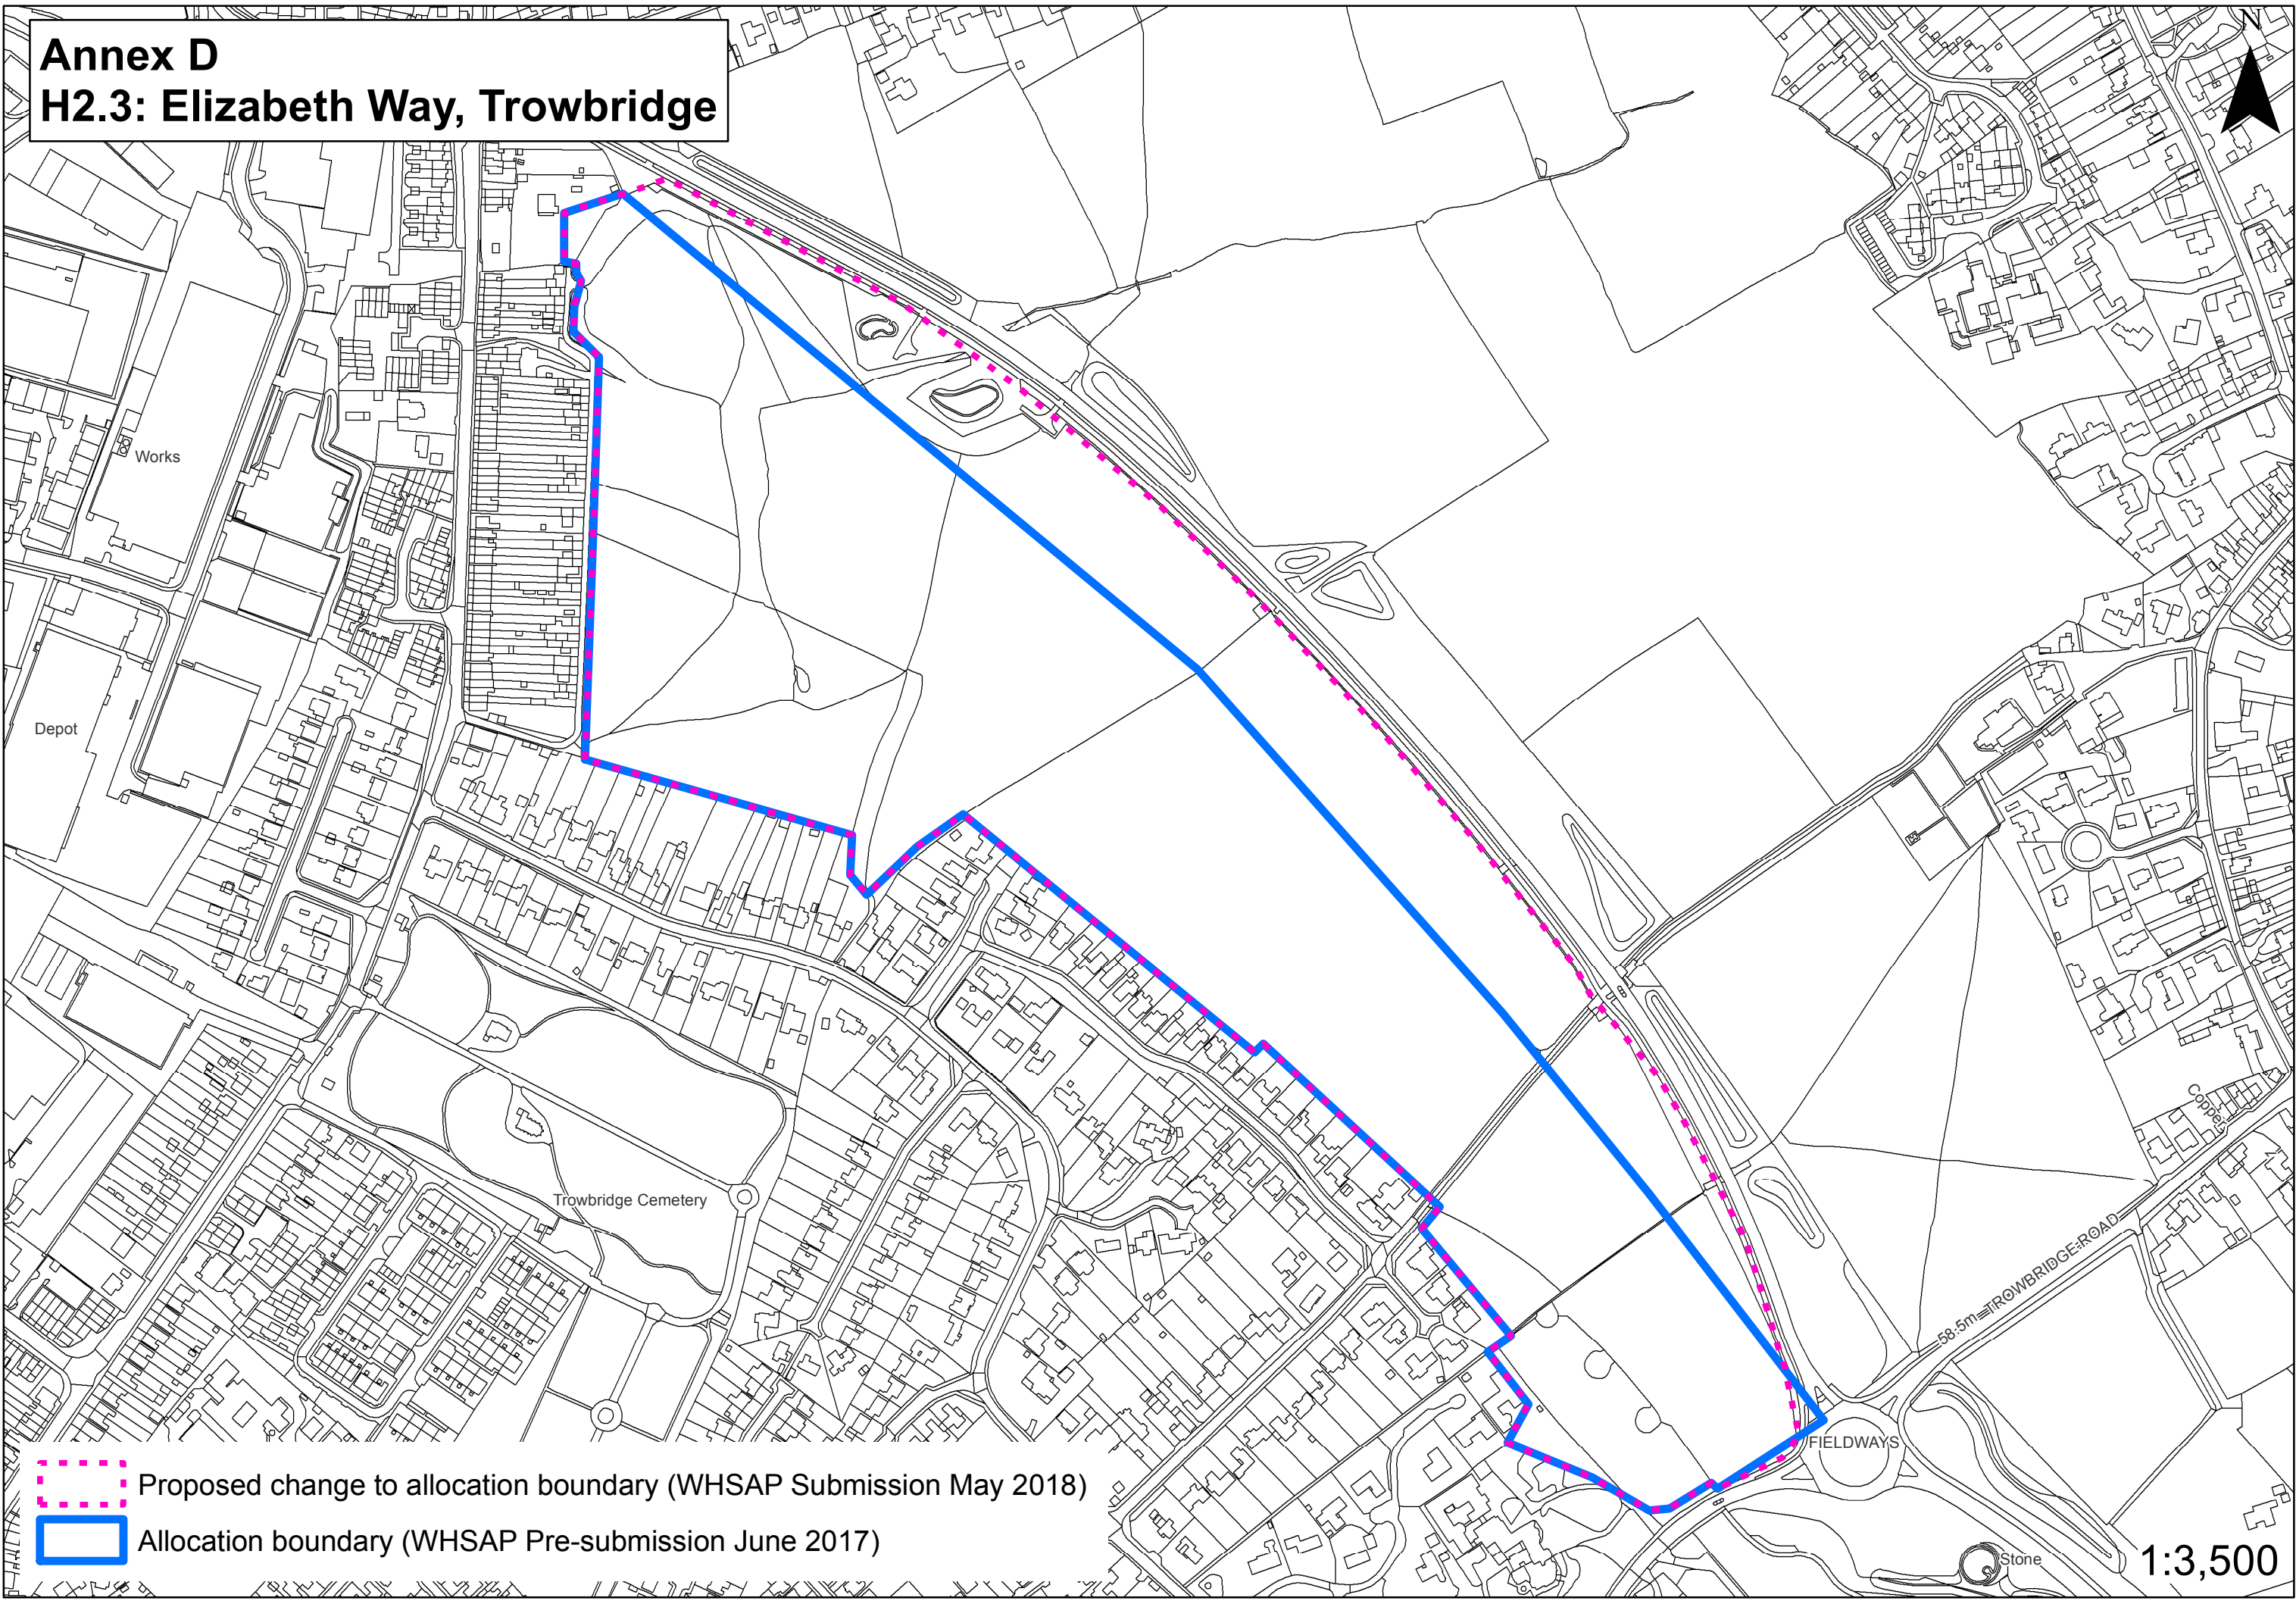 Annex D
H2.3: Elizabeth Way, Trowbridge
N
Works
Depot
Trowbridge Cemetery
Copper
58.5m
TROWBRIDGE ROAD
FIELDWAYS
Stone
Proposed change to allocation boundary (WHSAP Submission May 2018)
Allocation boundary (WHSAP Pre-submission June 2017)
1:3,500